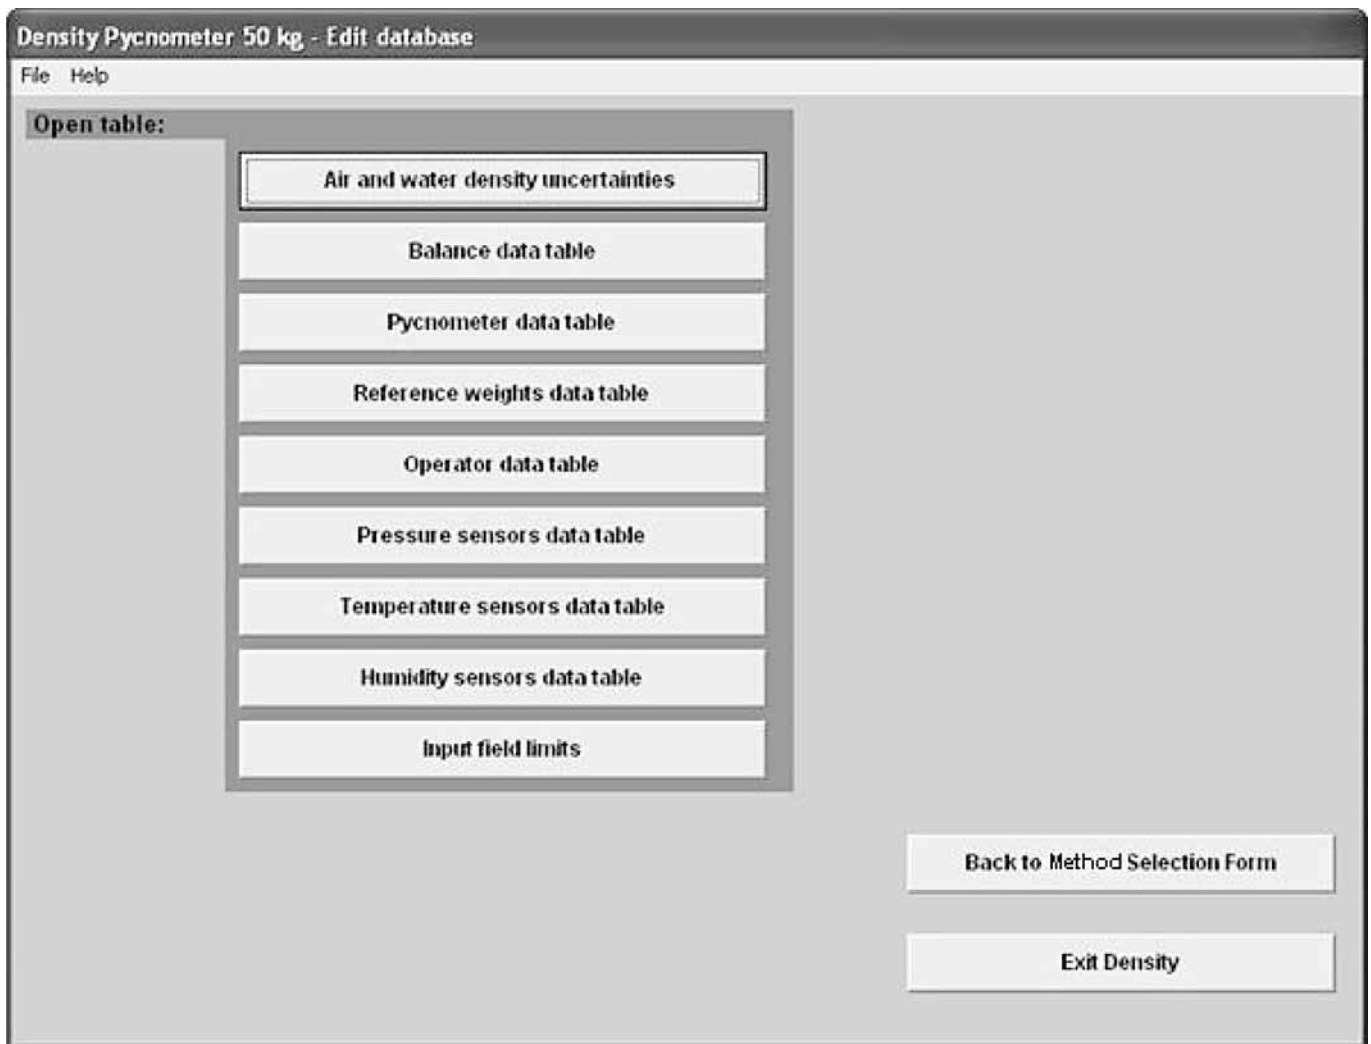 Density Pycnometer 50 kg - Edit database
File Help
Open table:
Air and water density uncertainties
Balance data table
Pycnometer data table
Reference weights data table
Operator data table
Pressure sensors data table
Temperature sensors data table
Humidity sensors data table
Input field limits
Back to Method Selection Form
Exit Density